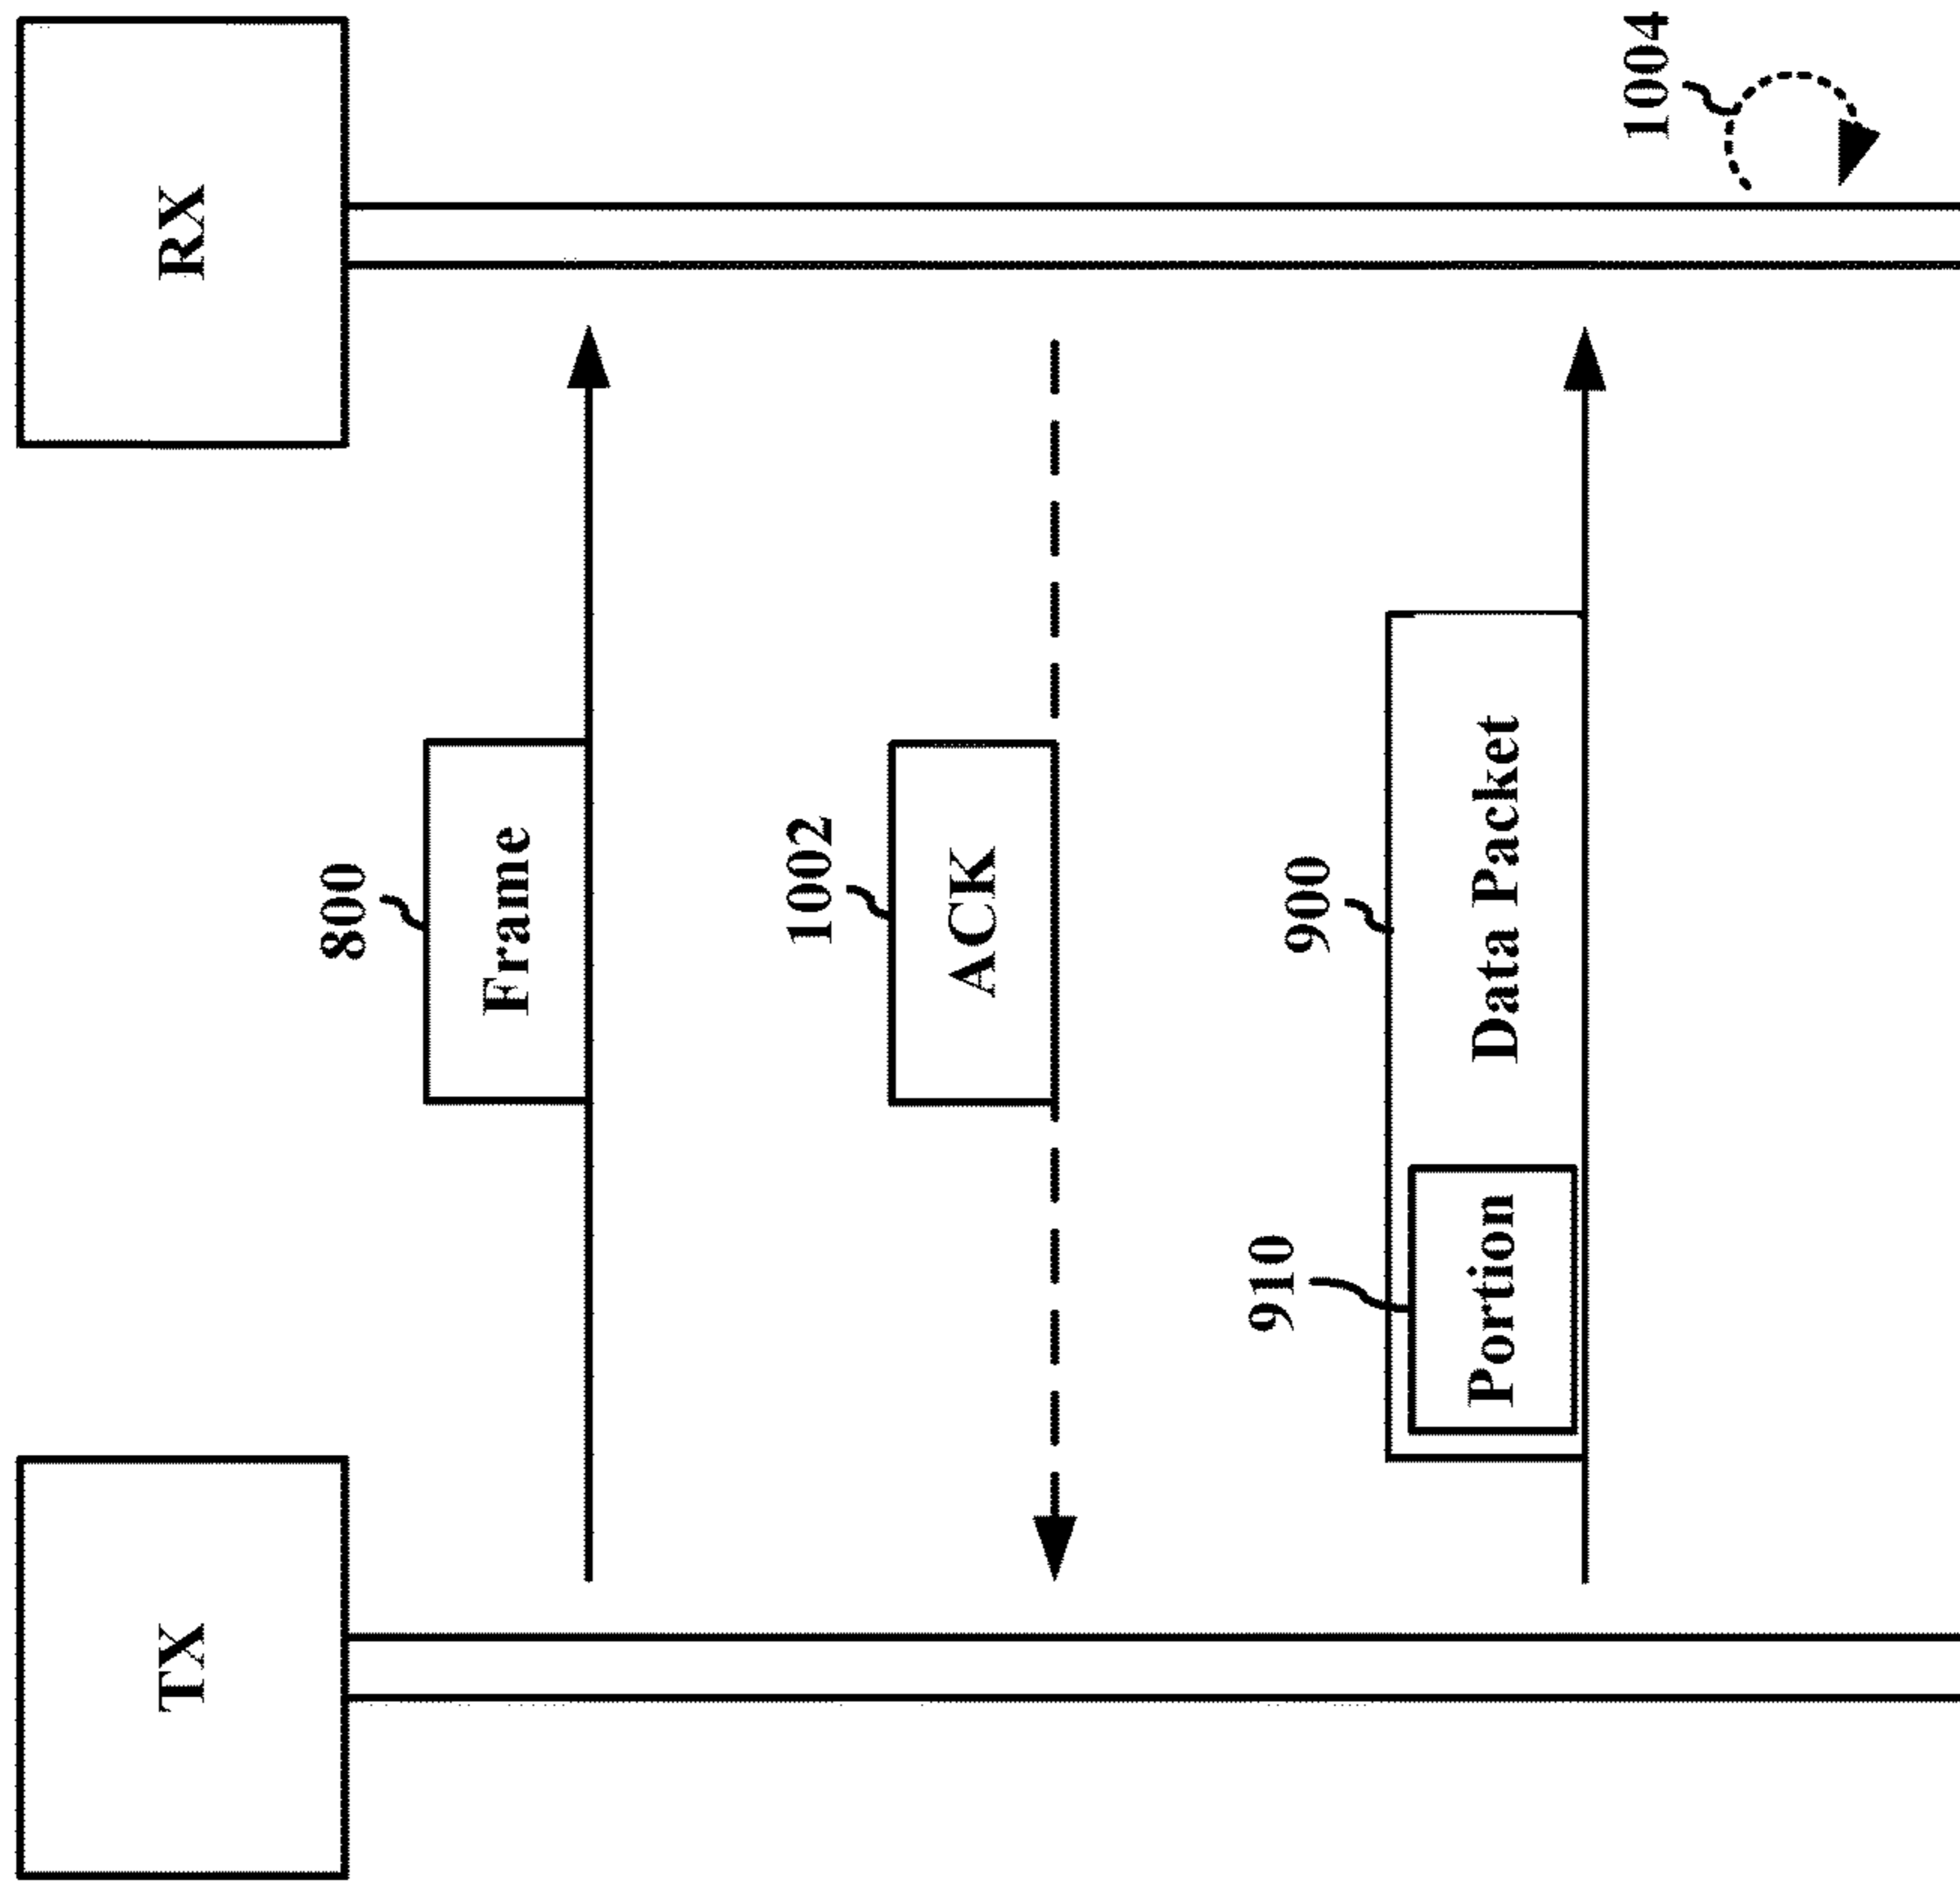 TX
RX
800
Frame
1002
ACK
900
910
Portion
Data Packet
1004